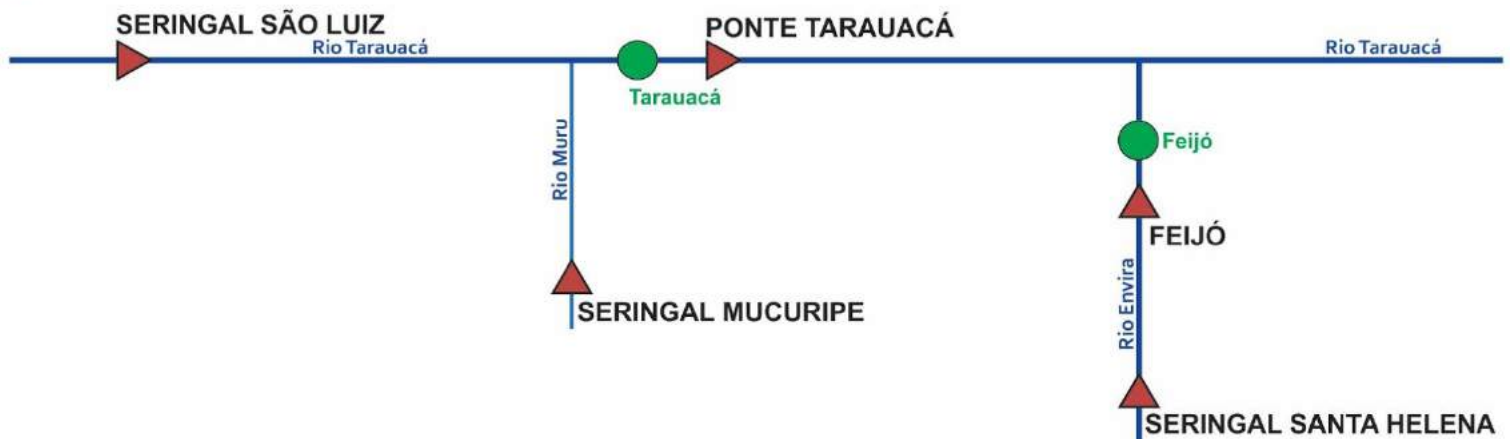 SERINGAL SÃO LUIZ
PONTE TARAUACÁ
Rio Tarauacá
Rio Tarauacá
Tarauacá
Feijó
Rio Muru
FEIJÓ
Rio Envira
SERINGAL MUCURIPE
SERINGAL SANTA HELENA